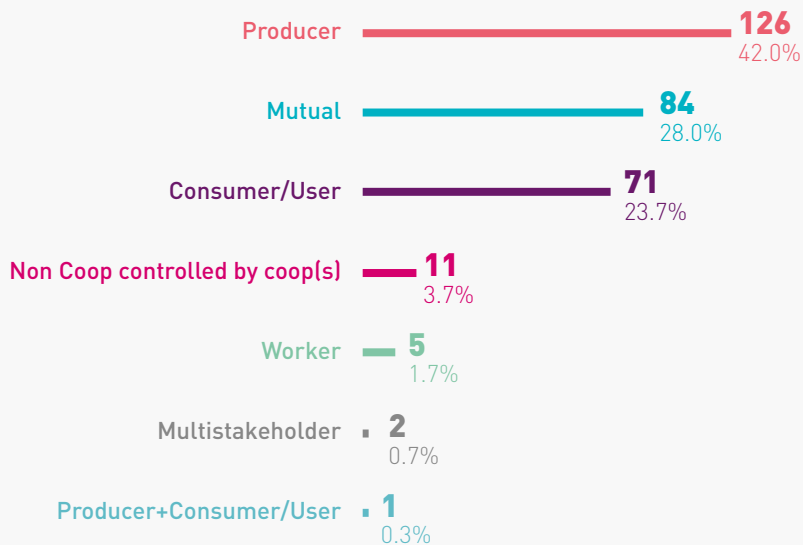 Producer 126
42.0%
Mutual 84
28.0%
Consumer/User 71
23.7%
Non Coop controlled by coop(s) 11
3.7%
Worker 5
1.7%
Multistakeholder 2
0.7%
Producer+Consumer/User 1
0.3%